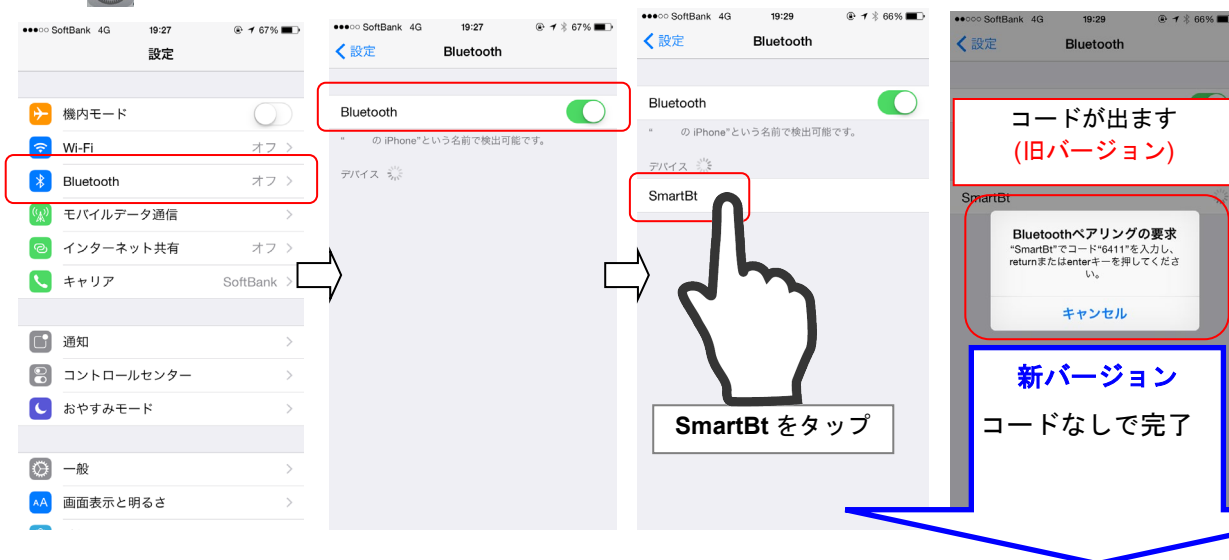 ●●●○○ SoftBank 4G 19:27 67%
設定
機内モード
Wi-Fi オフ
Bluetooth オフ
モバイルデータ通信
インターネット共有 オフ
キャリア SoftBank
通知
コントロールセンター
おやすみモード
一般
AA 画面表示と明るさ
●●●○○ SoftBank 4G 19:27 67%
設定 Bluetooth
Bluetooth
“ の iPhone”という名前で検出可能です。
デバイス
●●●○○ SoftBank 4G 19:29 66%
設定 Bluetooth
Bluetooth
“ の iPhone”という名前で検出可能です。
デバイス
SmartBt
SmartBt をタップ
●●○○○ SoftBank 4G 19:29 66%
設定 Bluetooth
コードが出ます
(旧バージョン)
SmartBt
Bluetoothペアリングの要求
“SmartBt”でコード“6411”を入力し、
returnまたはenterキーを押してくださ
い。
キャンセル
新バージョン
コードなしで完了